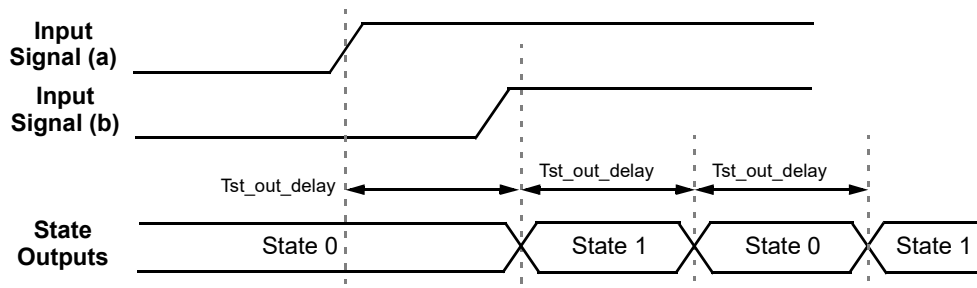 Input
Signal (a)
Input
Signal (b)
Tst_out_delay
Tst_out_delay
Tst_out_delay
State
Outputs
State 0
State 1
State 0
State 1